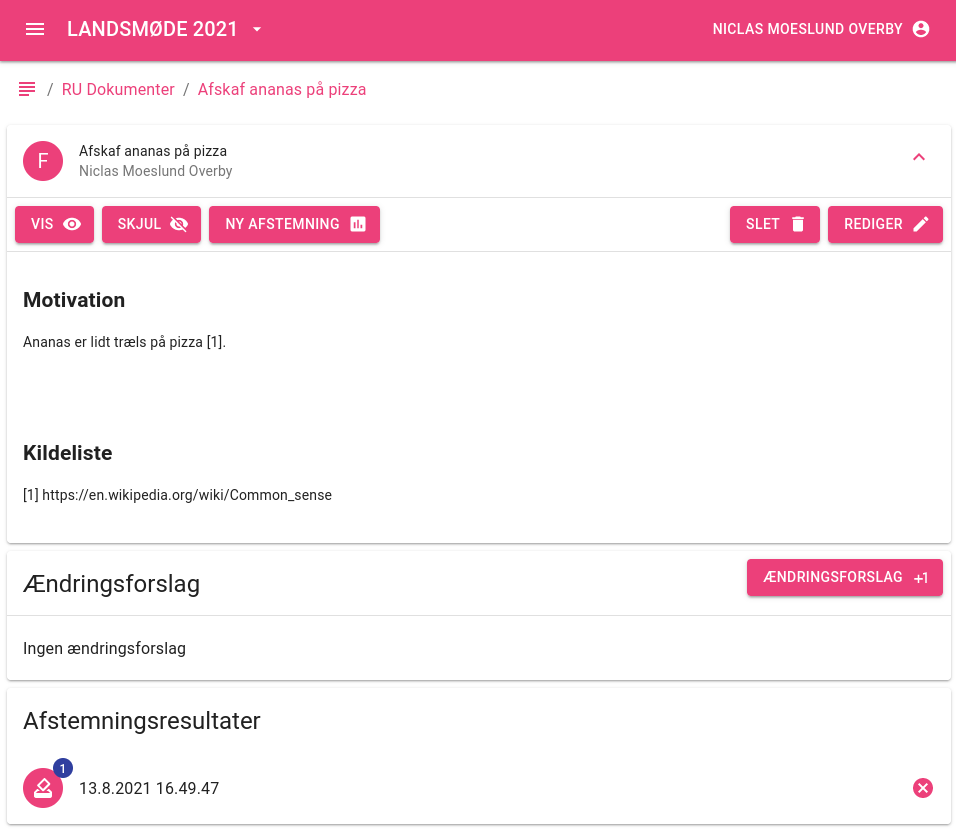 LANDSMØDE 2021
NICLAS MOESLUND OVERBY
/ RU Dokumenter / Afskaf ananas på pizza
F
Afskaf ananas på pizza
Niclas Moeslund Overby
VIS
SKJUL
NY AFSTEMNING
SLET
REDIGER
Motivation
Ananas er lidt træls på pizza [1].
Kildeliste
[1] https://en.wikipedia.org/wiki/Common_sense
Ændringsforslag
ÆNDRINGSFORSLAG +1
Ingen ændringsforslag
Afstemningsresultater
1
13.8.2021 16.49.47